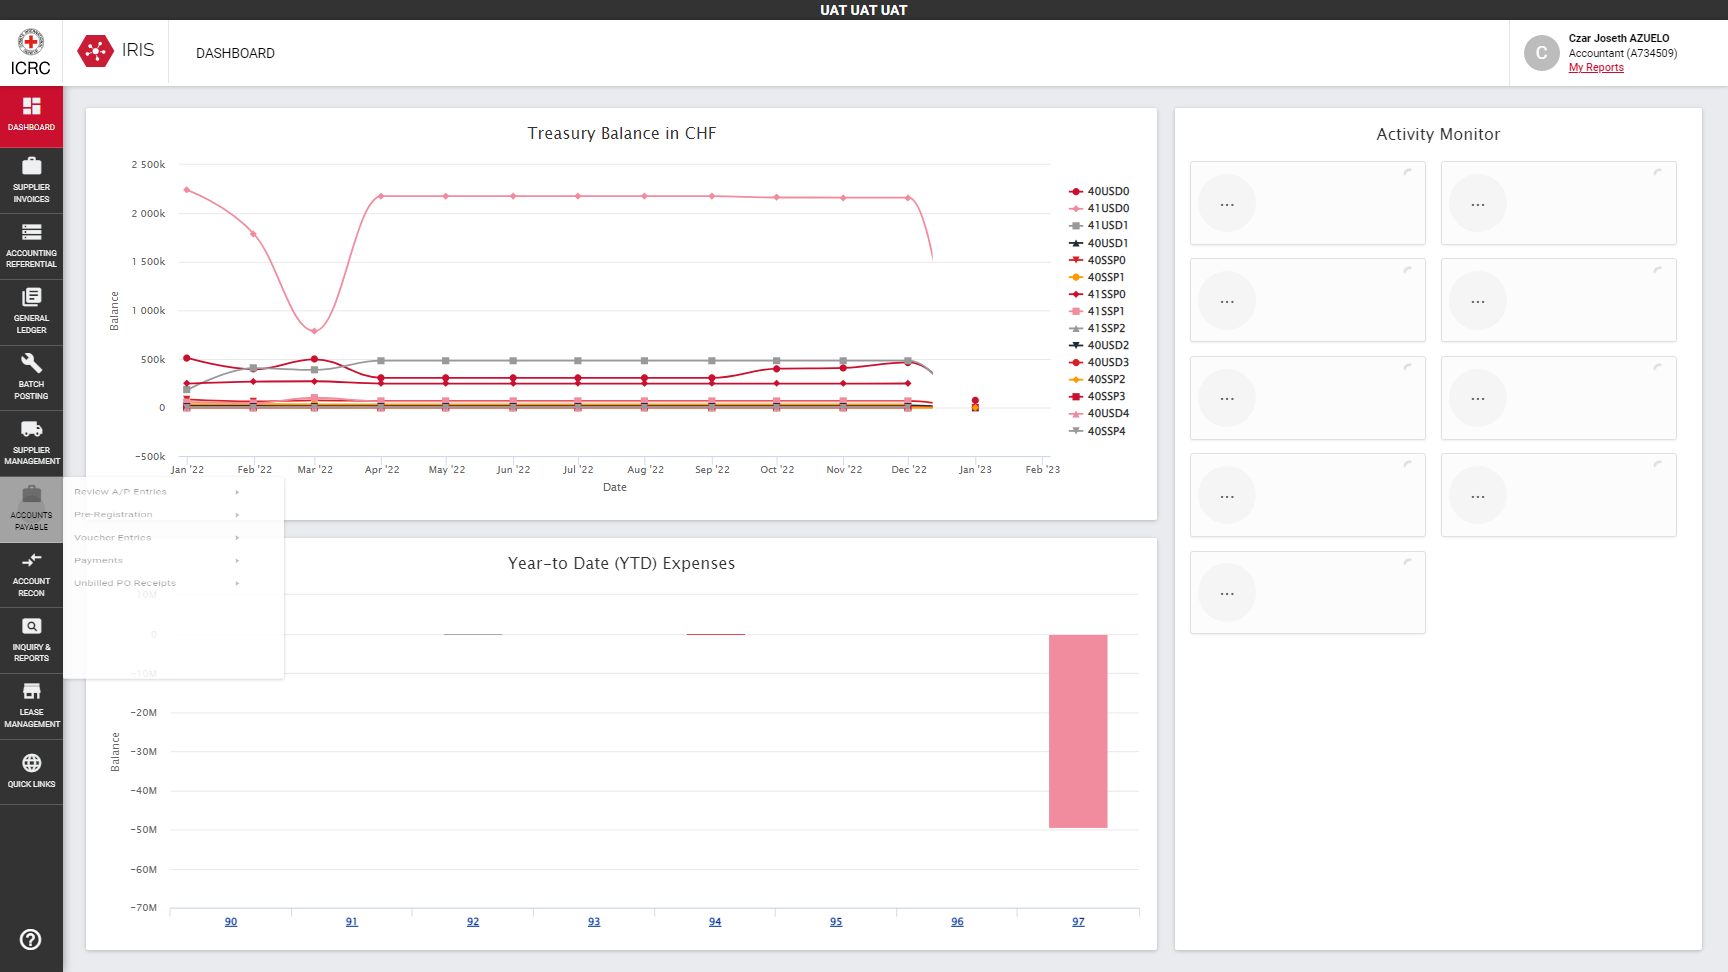 UAT UAT UAT
ICRC
IRIS
DASHBOARD
C
Czar Joseth AZUELO
Accountant (A734509)
My Reports
DASHBOARD
SUPPLIER
INVOICES
ACCOUNTING
REFERENTIAL
GENERAL
LEDGER
BATCH
POSTING
SUPPLIER
MANAGEMENT
ACCOUNTS
PAYABLE
ACCOUNT
RECON
INQUIRY &
REPORTS
LEASE
MANAGEMENT
QUICK LINKS
Review A/P Entries
Pre-Registration
Voucher Entries
Payments
Unbilled PO Receipts
Treasury Balance in CHF
2 500k
2 000k
1 500k
1 000k
500k
0
-500k
Balance
Jan '22 Feb '22 Mar '22 Apr '22 May '22 Jun '22 Jul '22 Aug '22 Sep '22 Oct '22 Nov '22 Dec '22 Jan '23 Feb '23
Date
40USD0
41USD0
41USD1
40USD1
40SSP0
40SSP1
41SSP0
41SSP1
41SSP2
40USD2
40USD3
40SSP2
40SSP3
40USD4
40SSP4
Year-to Date (YTD) Expenses
10M
0
-10M
-20M
-30M
-40M
-50M
-60M
-70M
Balance
90 91 92 93 94 95 96 97
Activity Monitor
... ...
... ...
... ...
... ...
...